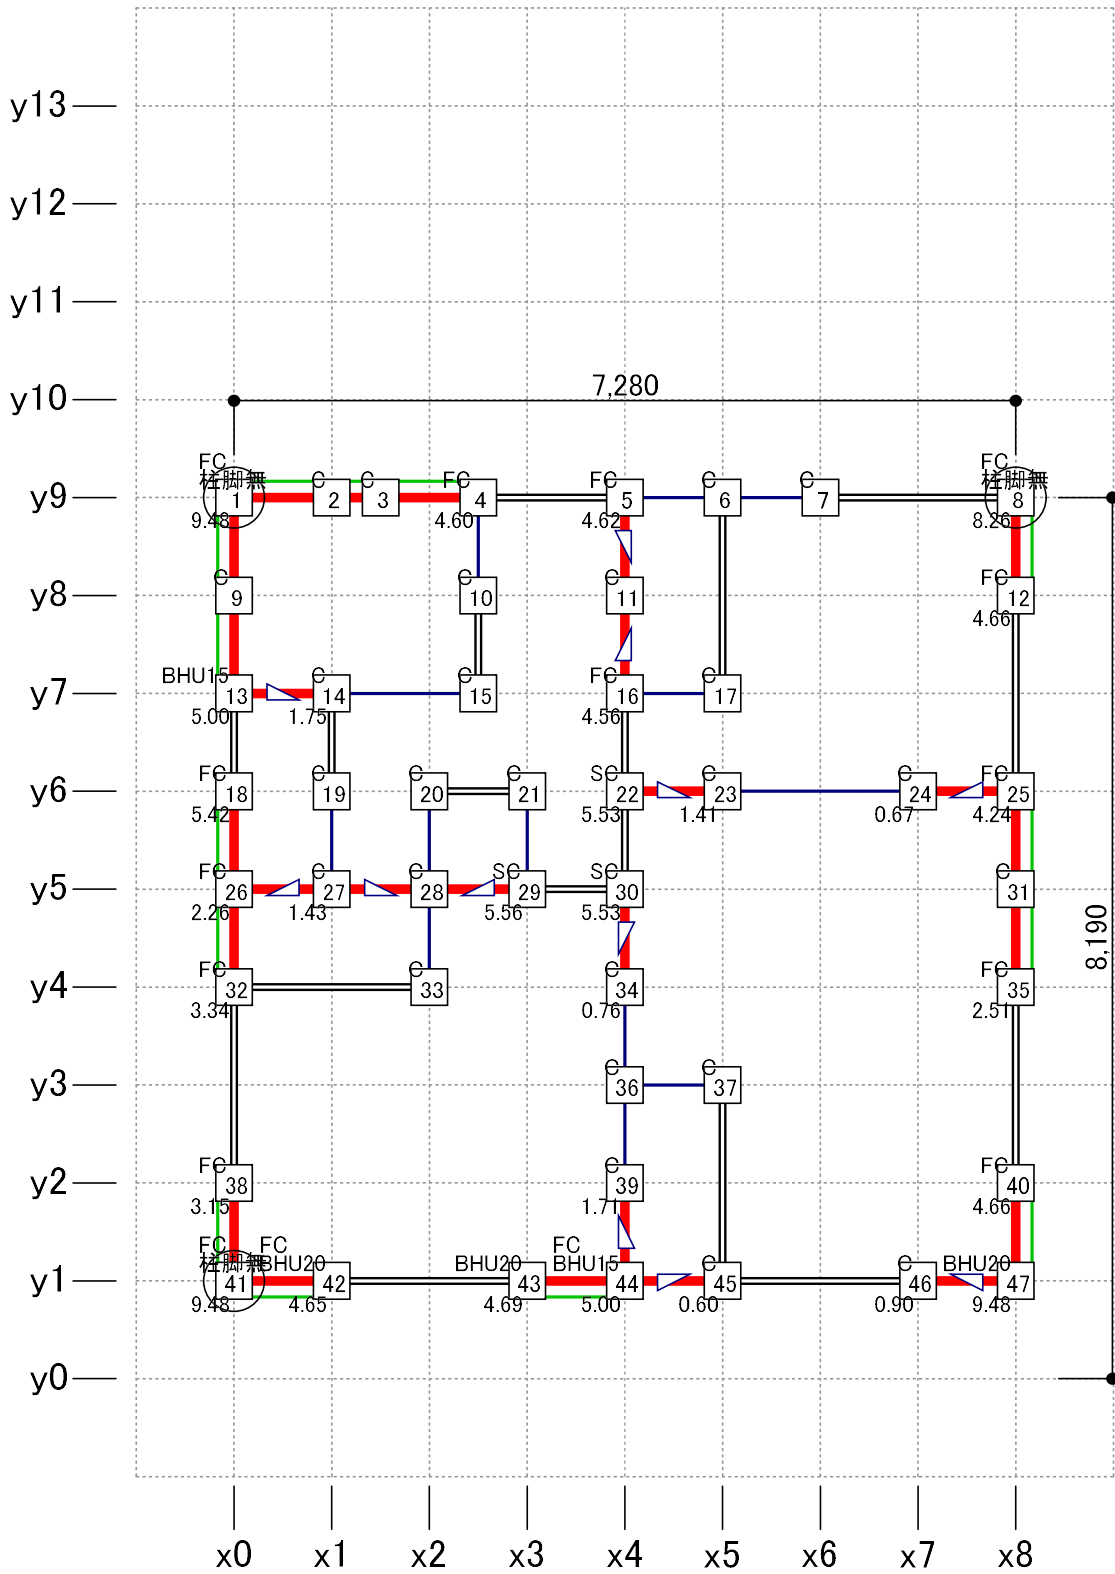 y13
y12
y11
y10
7,280
FC FC
柱脚無 C C FC FC C C 柱脚無
y9 1 2 3 4 5 6 7 8
9.48 4.60 4.62 8.26
C C C FC
y8 9 10 11 12
4.66
BHU15 C C FC C
y7 13 14 15 16 17
5.00 1.75 4.56
FC C C C SC C C FC
y6 18 19 20 21 22 23 24 25
5.42 5.53 1.41 0.67 4.24
FC C C SC SC C
y5 26 27 28 29 30 31
2.26 1.43 5.56 5.53
8,190
FC C C FC
y4 32 33 34 35
3.34 0.76 2.51
C C
y3 36 37
FC C FC
y2 38 39 40
3.15 1.71 4.66
FC FC FC
柱脚無 BHU20 BHU20 BHU15 C C BHU20
y1 41 42 43 44 45 46 47
9.48 4.65 4.69 5.00 0.60 0.90 9.48
y0
x0 x1 x2 x3 x4 x5 x6 x7 x8